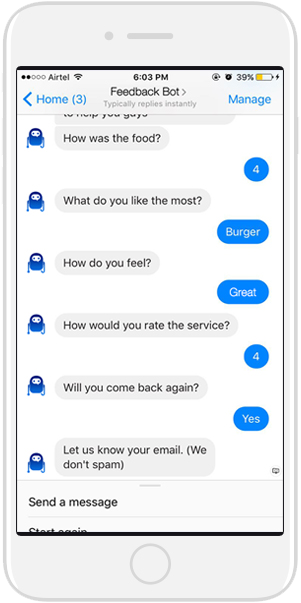 Airtel 6:03 PM 39%
Home (3) Feedback Bot > Manage
Typically replies instantly
to help you guys
How was the food?
4
What do you like the most?
Burger
How do you feel?
Great
How would you rate the service?
4
Will you come back again?
Yes
Let us know your email. (We
don't spam)
Send a message
Start again